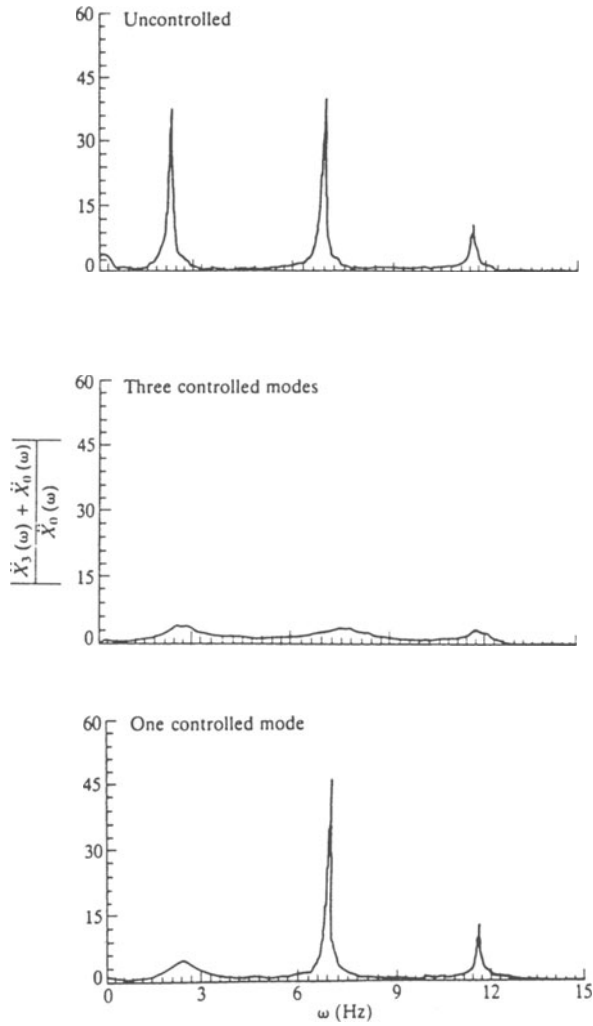 60
Uncontrolled
45
30
15
0
60
Three controlled modes
45
30
15
0
Ẍ₃(ω) + Ẍ₀(ω)
Ẍ₀(ω)
60
One controlled mode
45
30
15
0
0 3 6 9 12 15
ω (Hz)